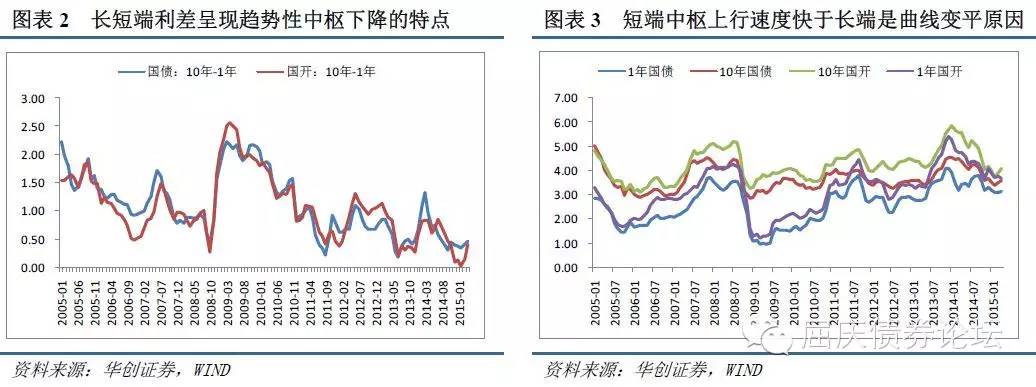 图表 2 长短端利差呈现趋势性中枢下降的特点
国债：10年-1年 国开：10年-1年
3.00
2.50
2.00
1.50
1.00
0.50
0.00
2005-01 2005-06 2005-11 2006-04 2006-09 2007-02 2007-07 2007-12 2008-05 2008-10 2009-03 2009-08 2010-01 2010-06 2010-11 2011-04 2011-09 2012-02 2012-07 2012-12 2013-05 2013-10 2014-03 2014-08 2015-01
资料来源：华创证券，WIND
图表 3 短端中枢上行速度快于长端是曲线变平原因
1年国债 10年国债 10年国开 1年国开
7.00
6.00
5.00
4.00
3.00
2.00
1.00
0.00
2005-01 2005-07 2006-01 2006-07 2007-01 2007-07 2008-01 2008-07 2009-01 2009-07 2010-01 2010-07 2011-01 2011-07 2012-01 2012-07 2013-01 2013-07 2014-01 2014-07 2015-01
屈庆债券论坛
资料来源：华创证券，WIND